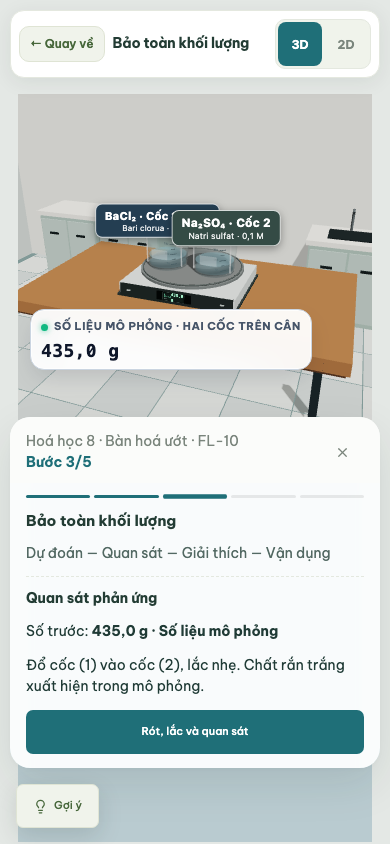 ← Quay về
Bảo toàn khối lượng
3D
2D
BaCl₂ · Cốc
Bari clorua ·
Na₂SO₄ · Cốc 2
Natri sulfat · 0,1 M
SỐ LIỆU MÔ PHỎNG · HAI CỐC TRÊN CÂN
435,0 g
Hoá học 8 · Bàn hoá ướt · FL-10
Bước 3/5
×
Bảo toàn khối lượng
Dự đoán — Quan sát — Giải thích — Vận dụng
Quan sát phản ứng
Số trước: 435,0 g · Số liệu mô phỏng
Đổ cốc (1) vào cốc (2), lắc nhẹ. Chất rắn trắng
xuất hiện trong mô phỏng.
Rót, lắc và quan sát
Gợi ý